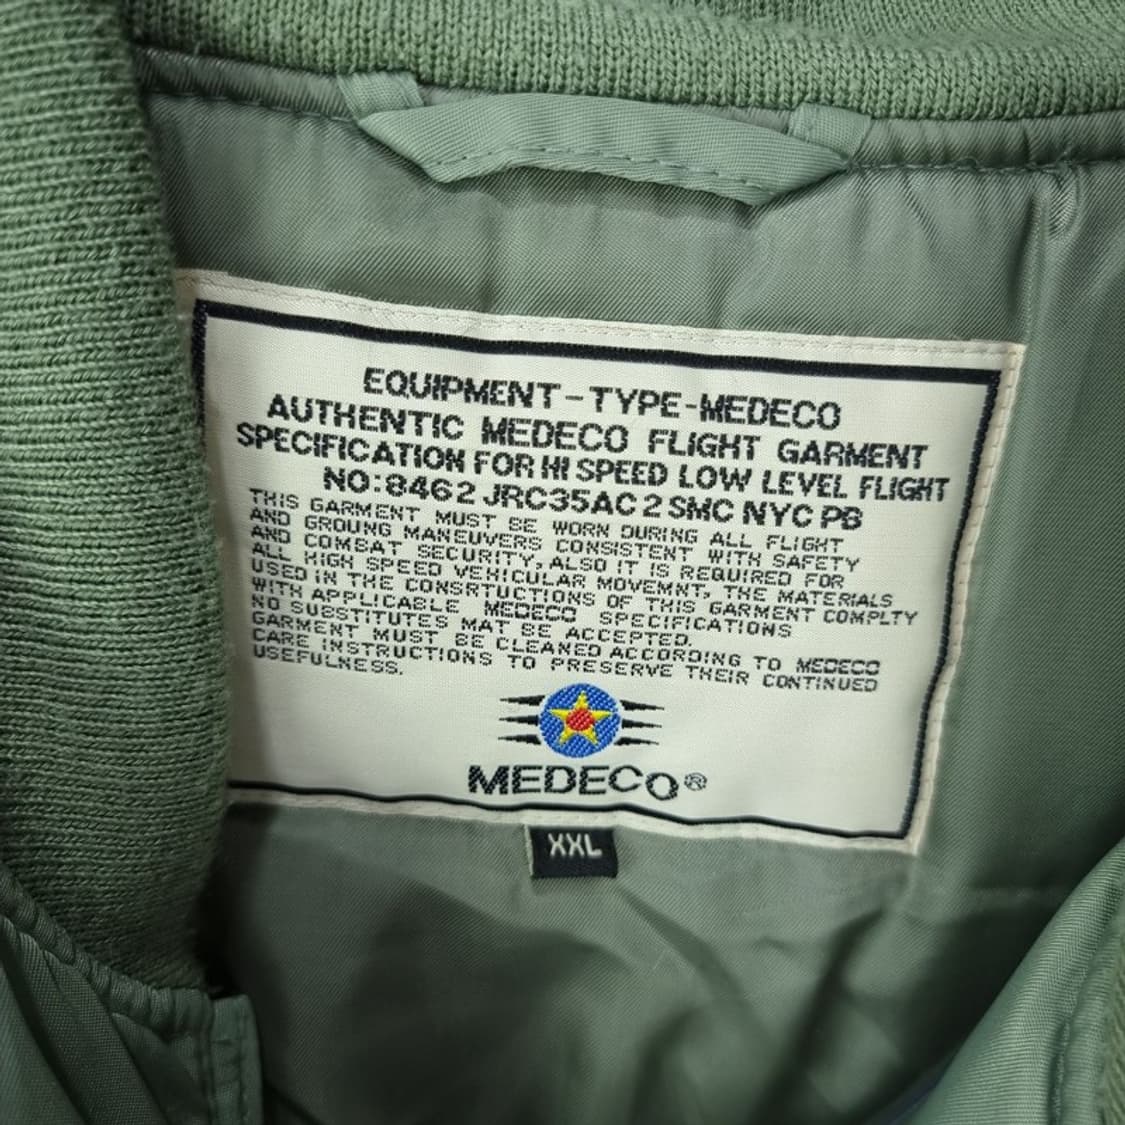 EQUIPMENT-TYPE-MEDECO
AUTHENTIC MEDECO FLIGHT GARMENT
SPECIFICATION FOR HI SPEED LOW LEVEL FLIGHT
NO:8462 JRC35AC 2 SMC NYC PB
THIS GARMENT MUST BE WORN DURING ALL FLIGHT
AND GROUNG MANEUVERS CONSISTENT WITH SAFETY
AND COMBAT SECURITY, ALSO IT IS REQUIRED FOR
ALL HIGH SPEED VEHICULAR MOVEMNT, THE MATERIALS
USED IN THE CONSRTUCTIONS OF THIS GARMENT COMPLTY
WITH APPLICABLE MEDECO SPECIFICATIONS
NO SUBSTITUTES MAT BE ACCEPTED.
GARMENT MUST BE CLEANED ACCORDING TO MEDECO
CARE INSTRUCTIONS TO PRESERVE THEIR CONTINUED
USEFULNESS.
MEDECO®
XXL